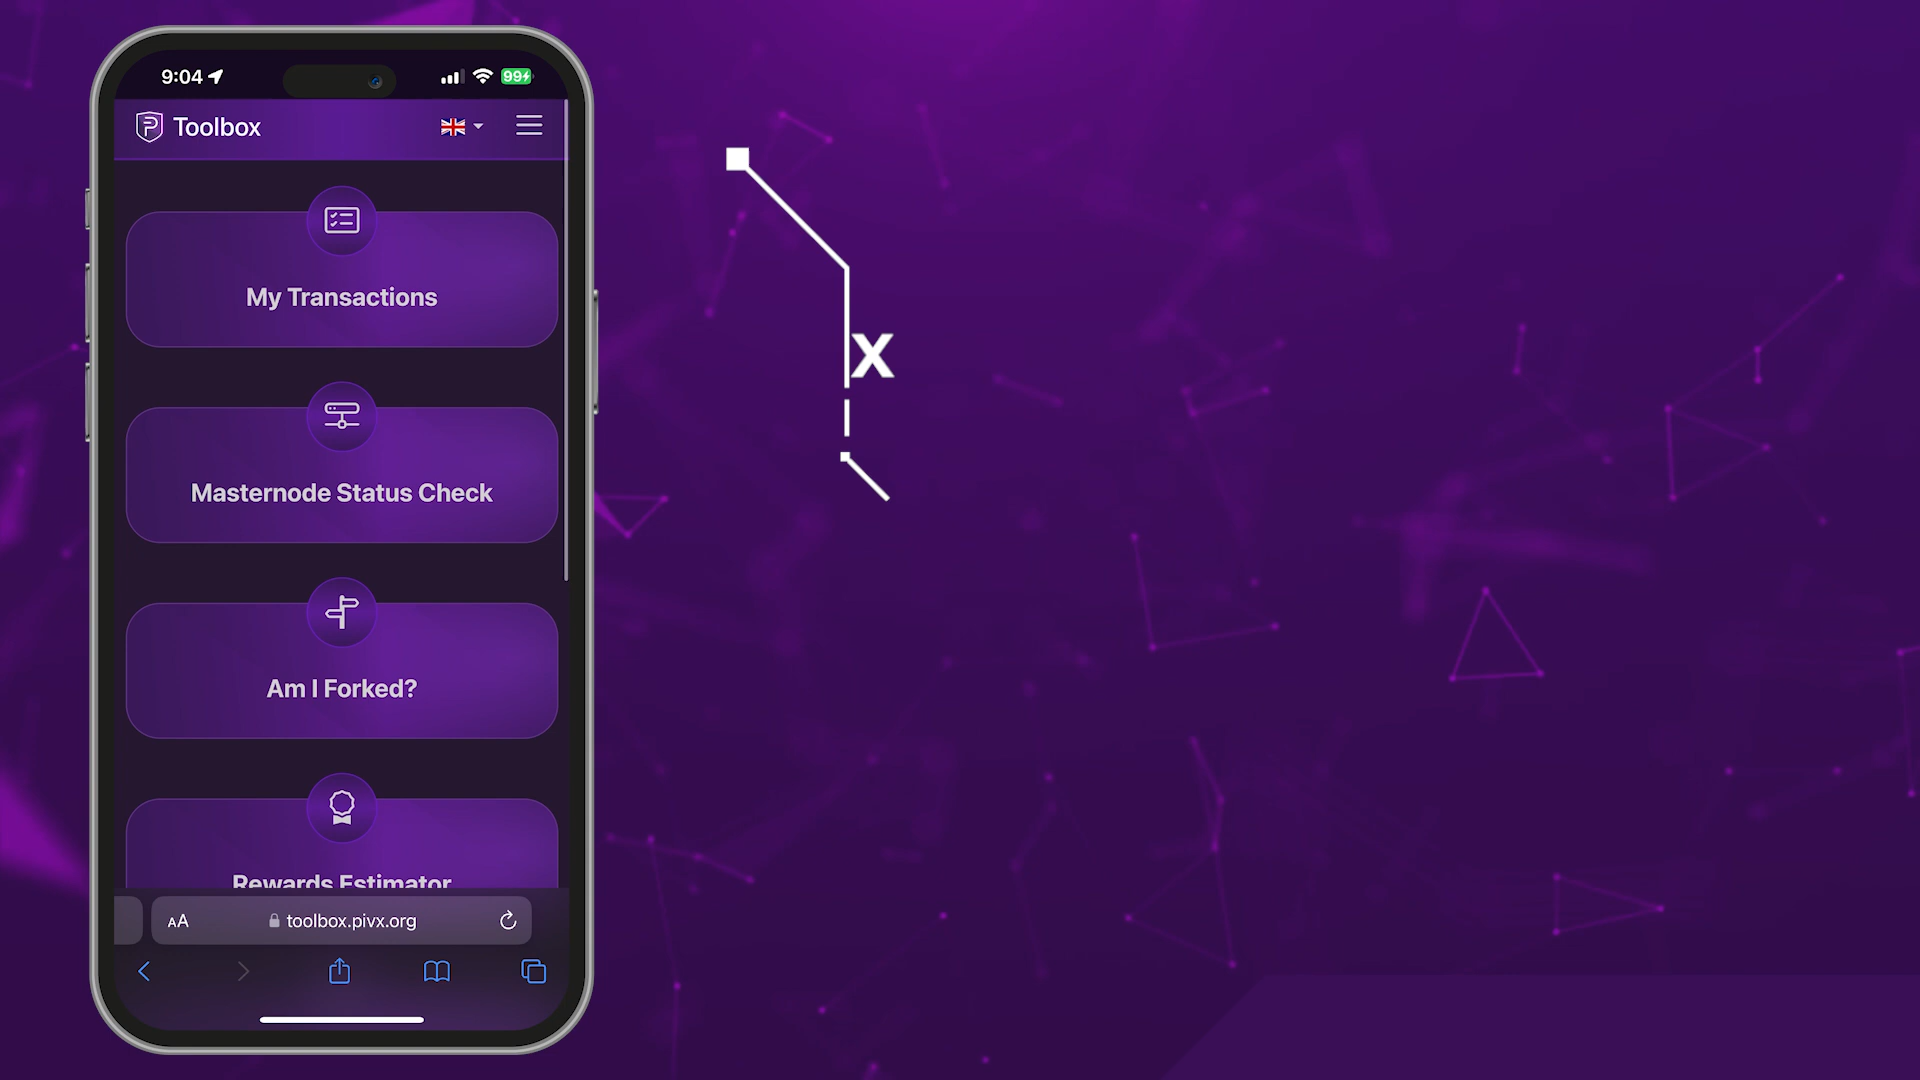 9:04
99
Toolbox
My Transactions
Masternode Status Check
Am I Forked?
Rewards Estimator
AA
toolbox.pivx.org
X